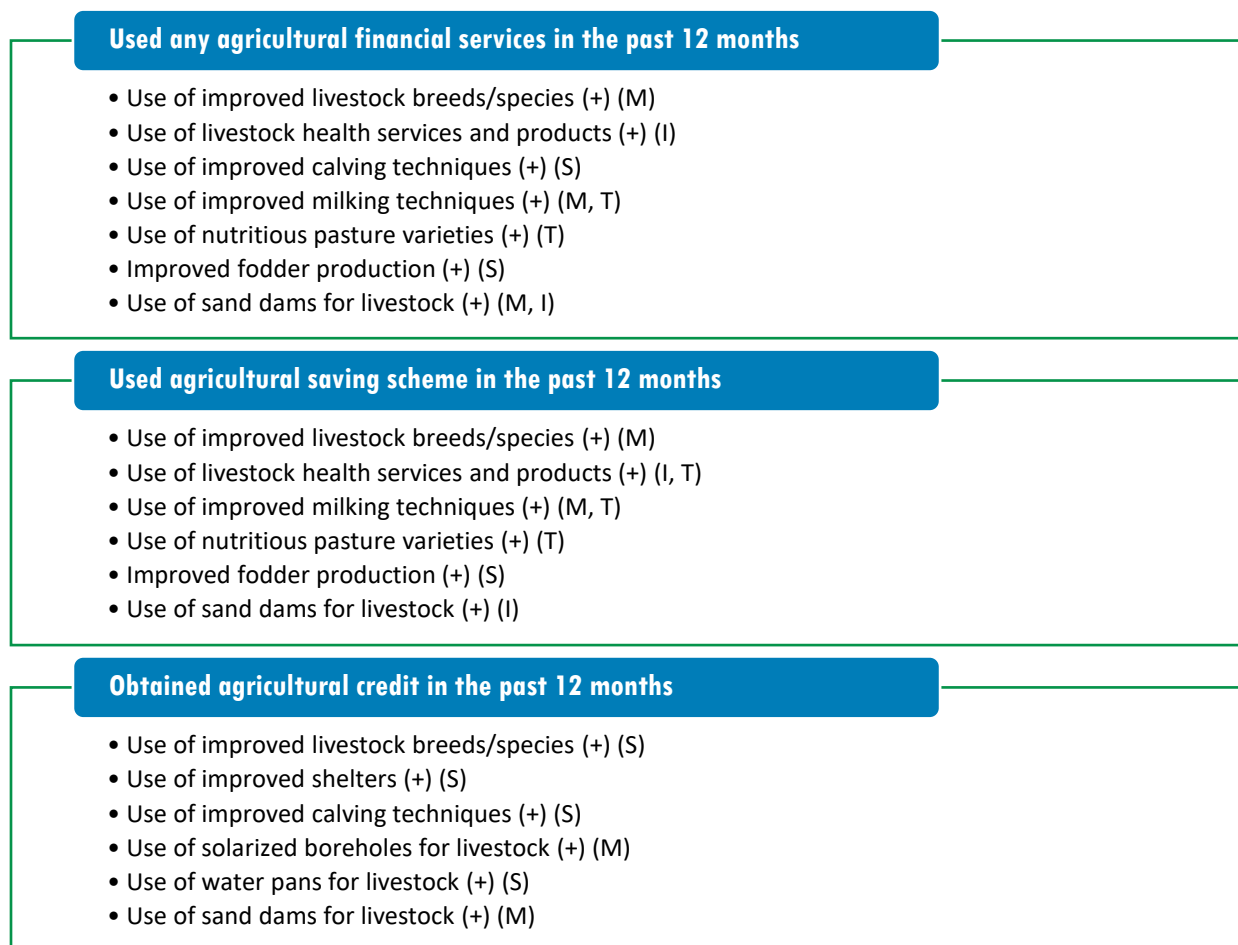 Used any agricultural financial services in the past 12 months
• Use of improved livestock breeds/species (+) (M)
• Use of livestock health services and products (+) (I)
• Use of improved calving techniques (+) (S)
• Use of improved milking techniques (+) (M, T)
• Use of nutritious pasture varieties (+) (T)
• Improved fodder production (+) (S)
• Use of sand dams for livestock (+) (M, I)
Used agricultural saving scheme in the past 12 months
• Use of improved livestock breeds/species (+) (M)
• Use of livestock health services and products (+) (I, T)
• Use of improved milking techniques (+) (M, T)
• Use of nutritious pasture varieties (+) (T)
• Improved fodder production (+) (S)
• Use of sand dams for livestock (+) (I)
Obtained agricultural credit in the past 12 months
• Use of improved livestock breeds/species (+) (S)
• Use of improved shelters (+) (S)
• Use of improved calving techniques (+) (S)
• Use of solarized boreholes for livestock (+) (M)
• Use of water pans for livestock (+) (S)
• Use of sand dams for livestock (+) (M)